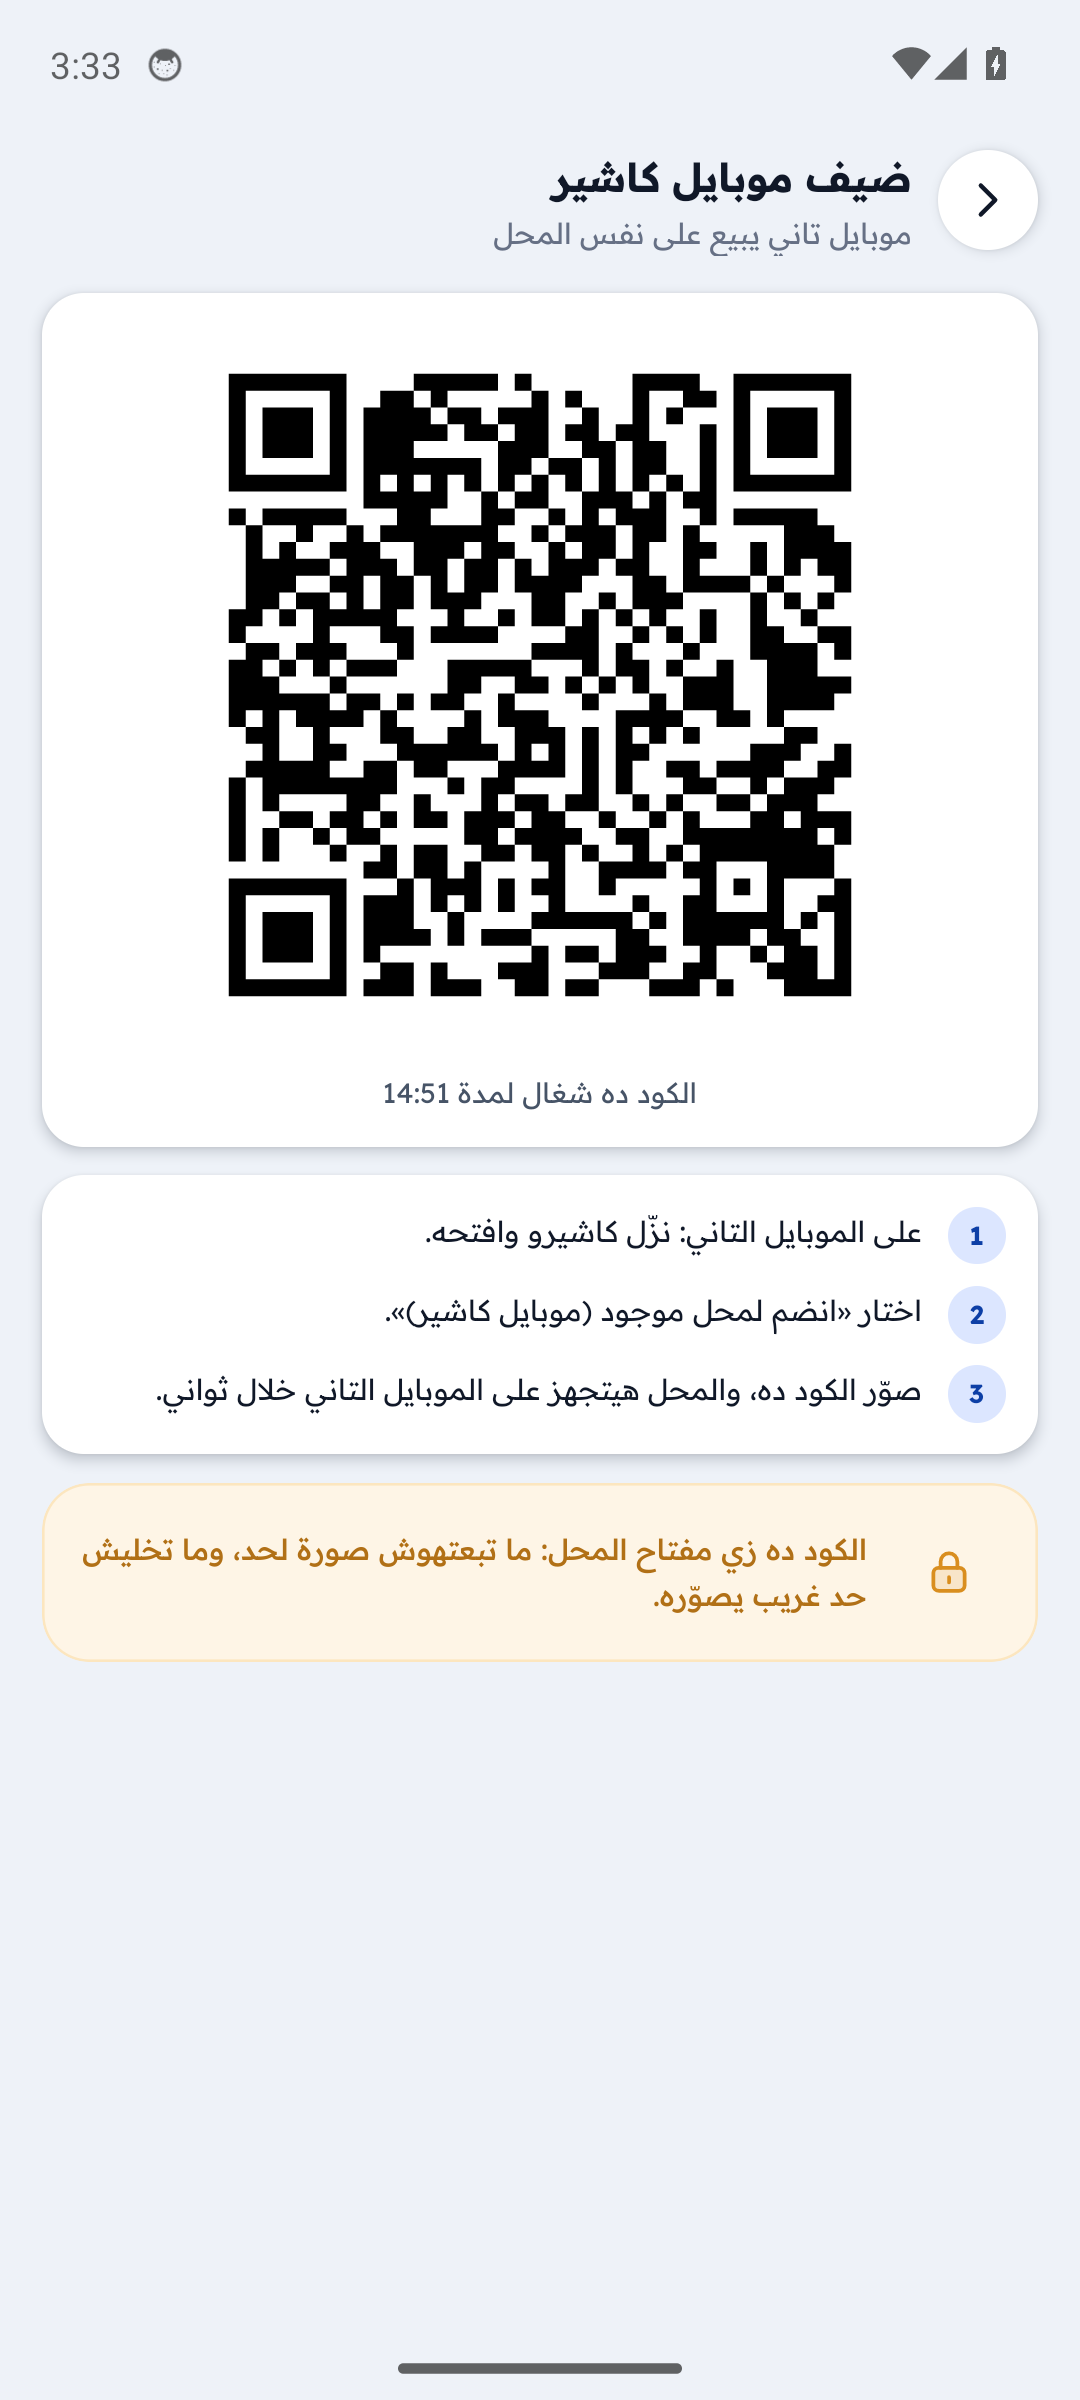 3:33
ضيف موبايل كاشير
موبايل تاني يبيع على نفس المحل
الكود ده شغال لمدة 14:51
1 على الموبايل التاني: نزّل كاشيرو وافتحه.
2 اختار «انضم لمحل موجود (موبايل كاشير)».
3 صوّر الكود ده، والمحل هيتجهز على الموبايل التاني خلال ثواني.
الكود ده زي مفتاح المحل: ما تبعتهوش صورة لحد، وما تخليش
حد غريب يصوّره.